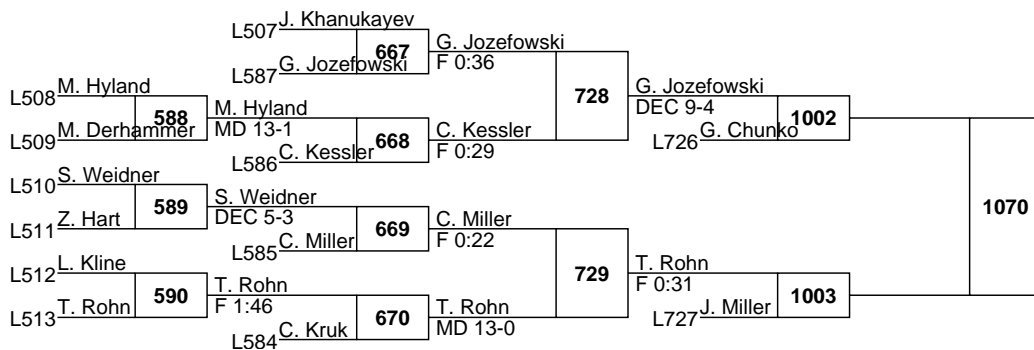 L507 J. Khanukayev
667 G. Jozefowski
F 0:36
L587 G. Jozefowski
728 G. Jozefowski
DEC 9-4
L508 M. Hyland
588 M. Hyland
MD 13-1
L509 M. Derhammer
668 C. Kessler
F 0:29
L586 C. Kessler
1002
L726 G. Chunko
L510 S. Weidner
589 S. Weidner
DEC 5-3
L511 Z. Hart
669 C. Miller
F 0:22
L585 C. Miller
1070
L512 L. Kline
590 T. Rohn
F 1:46
L513 T. Rohn
729 T. Rohn
F 0:31
670 T. Rohn
MD 13-0
L584 C. Kruk
1003
L727 J. Miller